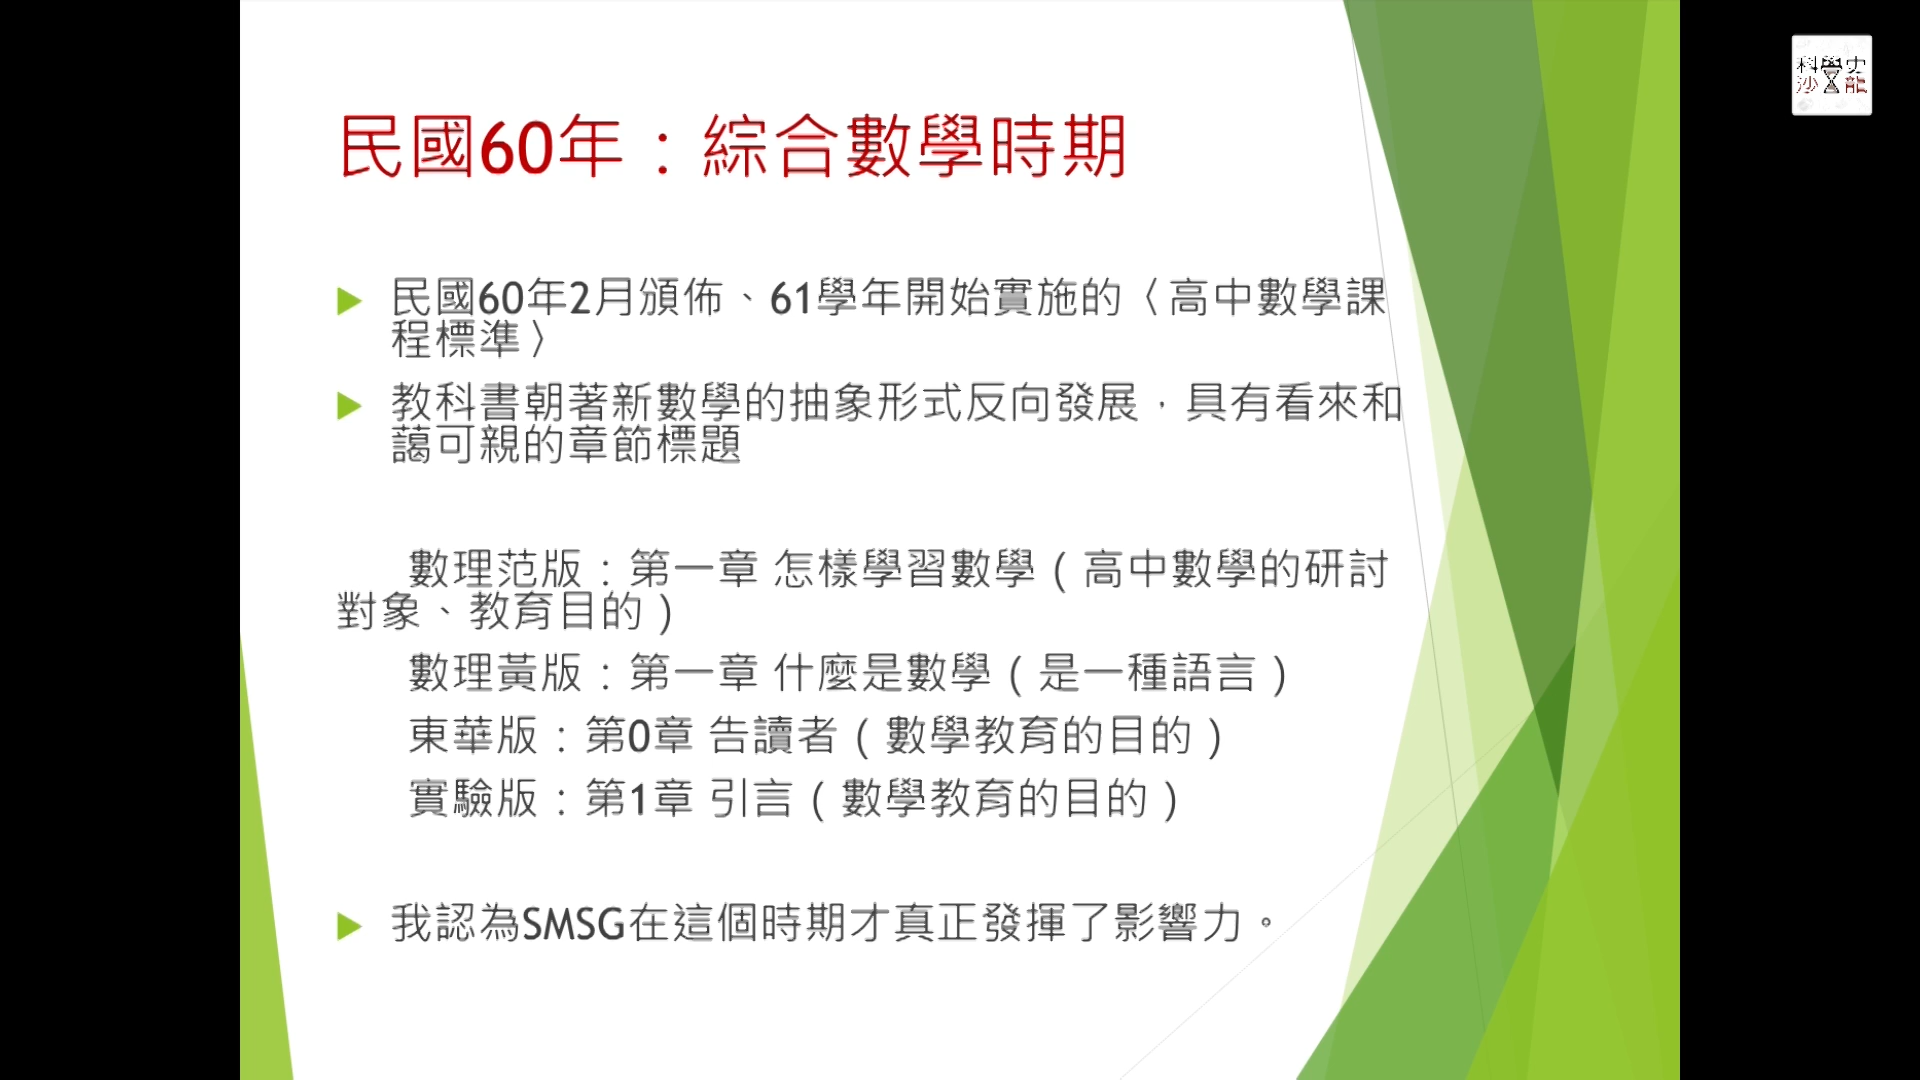 科學史
沙龍
民國60年：綜合數學時期
民國60年2月頒佈、61學年開始實施的〈高中數學課
程標準〉
教科書朝著新數學的抽象形式反向發展，具有看來和
藹可親的章節標題
數理范版：第一章 怎樣學習數學（高中數學的研討
對象、教育目的）
數理黃版：第一章 什麼是數學（是一種語言）
東華版：第0章 告讀者（數學教育的目的）
實驗版：第1章 引言（數學教育的目的）
我認為SMSG在這個時期才真正發揮了影響力。